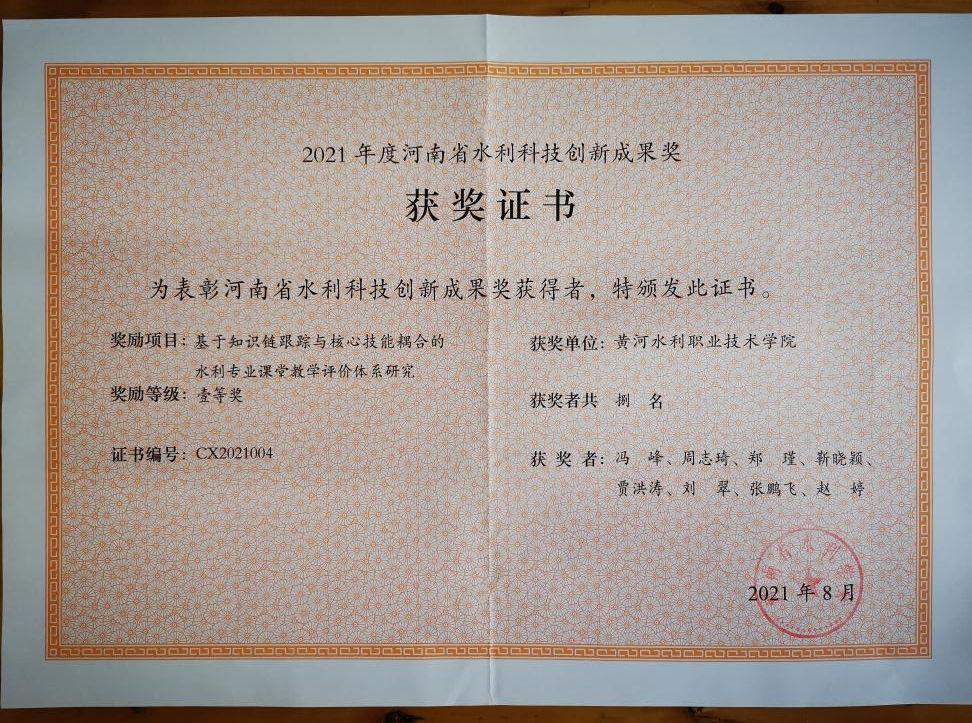 2021 年度河南省水利科技创新成果奖
获奖证书
为表彰河南省水利科技创新成果奖获得者，特颁发此证书。
奖励项目：基于知识链跟踪与核心技能耦合的
水利专业课堂教学评价体系研究
奖励等级：壹等奖
证书编号：CX2021004
获奖单位：黄河水利职业技术学院
获奖者共 捌 名
获 奖 者：冯 峰、周志琦、郑 瑾、靳晓颖、
贾洪涛、刘 翠、张鹏飞、赵 婷
2021 年 8 月